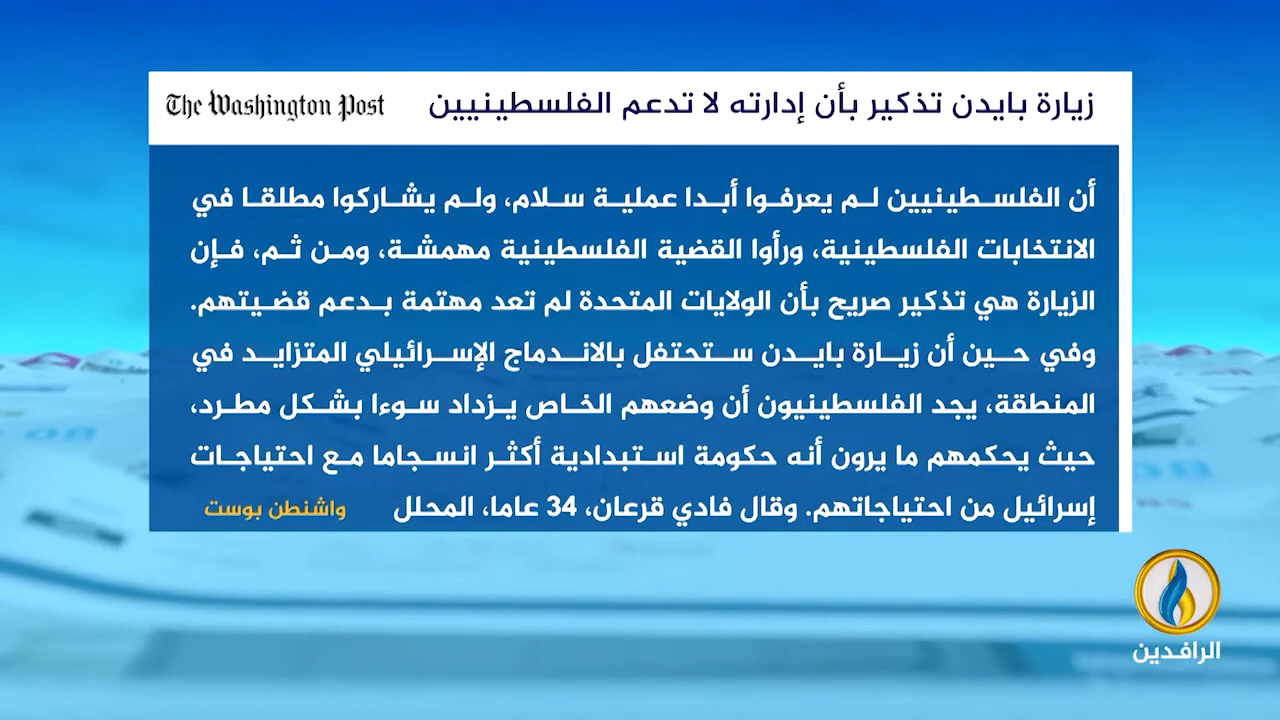 زيارة بايدن تذكير بأن إدارته لا تدعم الفلسطينيين
The Washington Post
أن الفلسطينيين لم يعرفوا أبدا عملية سلام، ولم يشاركوا مطلقا في
الانتخابات الفلسطينية، ورأوا القضية الفلسطينية مهمشة، ومن ثم، فإن
الزيارة هي تذكير صريح بأن الولايات المتحدة لم تعد مهتمة بدعم قضيتهم.
وفي حين أن زيارة بايدن ستحتفل بالاندماج الإسرائيلي المتزايد في
المنطقة، يجد الفلسطينيون أن وضعهم الخاص يزداد سوءا بشكل مطرد،
حيث يحكمهم ما يرون أنه حكومة استبدادية أكثر انسجاما مع احتياجات
إسرائيل من احتياجاتهم. وقال فادي قرعان، 34 عاما، المحلل
واشنطن بوست
الرافدين